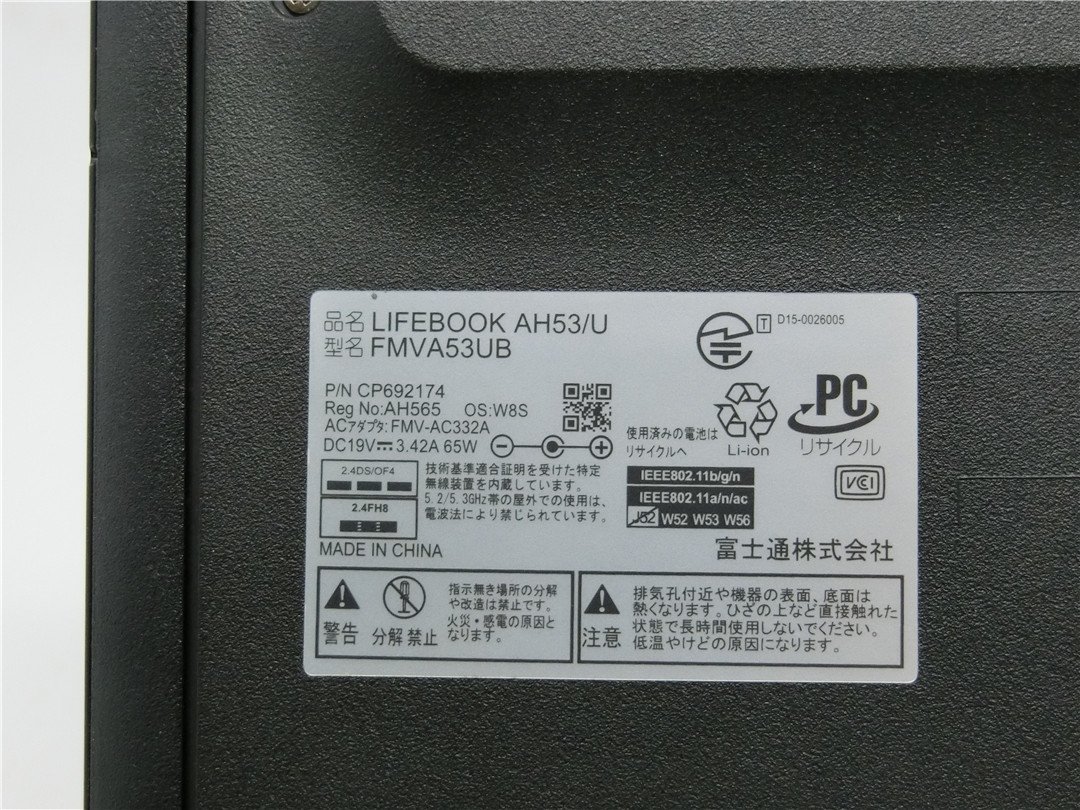 品名 LIFEBOOK AH53/U
型名 FMVA53UB
T D15-0026005
P/N CP692174
Reg No:AH565 OS:W8S
ACアダプタ:FMV-AC332A
DC19V 3.42A 65W
使用済みの電池は
リサイクルへ
Li-ion
PC
リサイクル
2.4DS/OF4
2.4FH8
技術基準適合証明を受けた特定
無線装置を内蔵しています。
5.2/5.3GHz帯の屋外での使用は、
電波法により禁じられています。
IEEE802.11b/g/n
IEEE802.11a/n/ac
J52 W52 W53 W56
VCI
MADE IN CHINA
富士通株式会社
警告
分解禁止
指示無き場所の分解
や改造は禁止です。
火災・感電の原因と
なります。
注意
排気孔付近や機器の表面、底面は
熱くなります。ひざの上など直接触れた
状態で長時間使用しないでください。
低温やけどの原因になります。